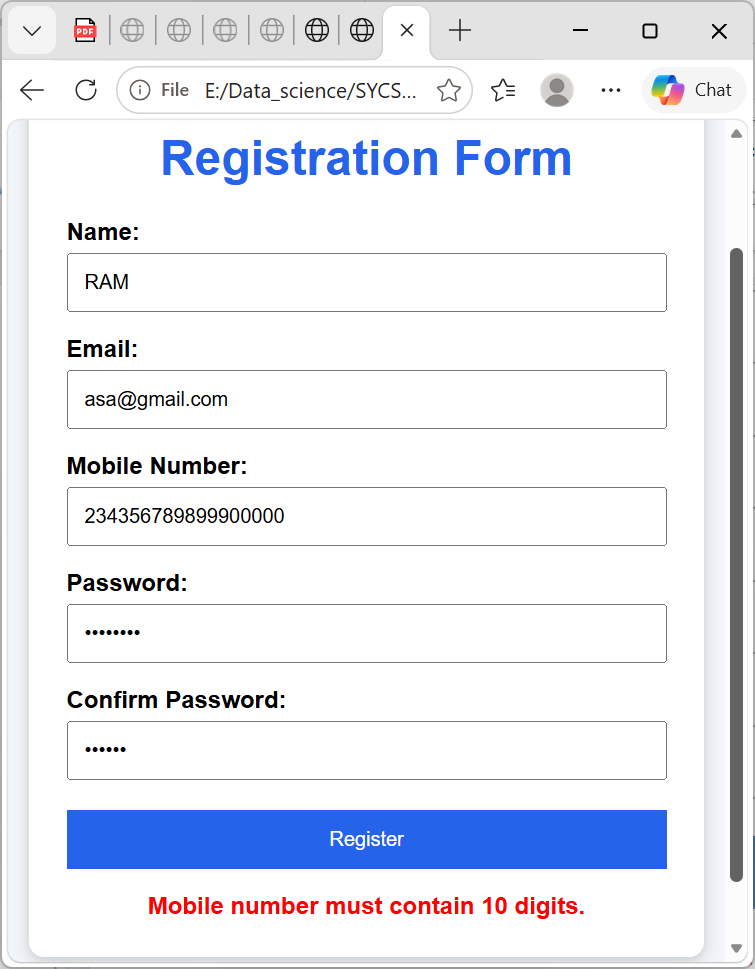 PDF
File E:/Data_science/SYCS... Chat
Registration Form
Name:
RAM
Email:
asa@gmail.com
Mobile Number:
234356789899900000
Password:
••••••••
Confirm Password:
••••••
Register
Mobile number must contain 10 digits.